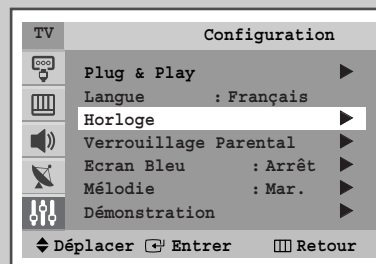 TV Configuration
Plug & Play
Langue : Français
Horloge
Verrouillage Parental
Ecran Bleu : Arrêt
Mélodie : Mar.
Démonstration
Déplacer Entrer Retour